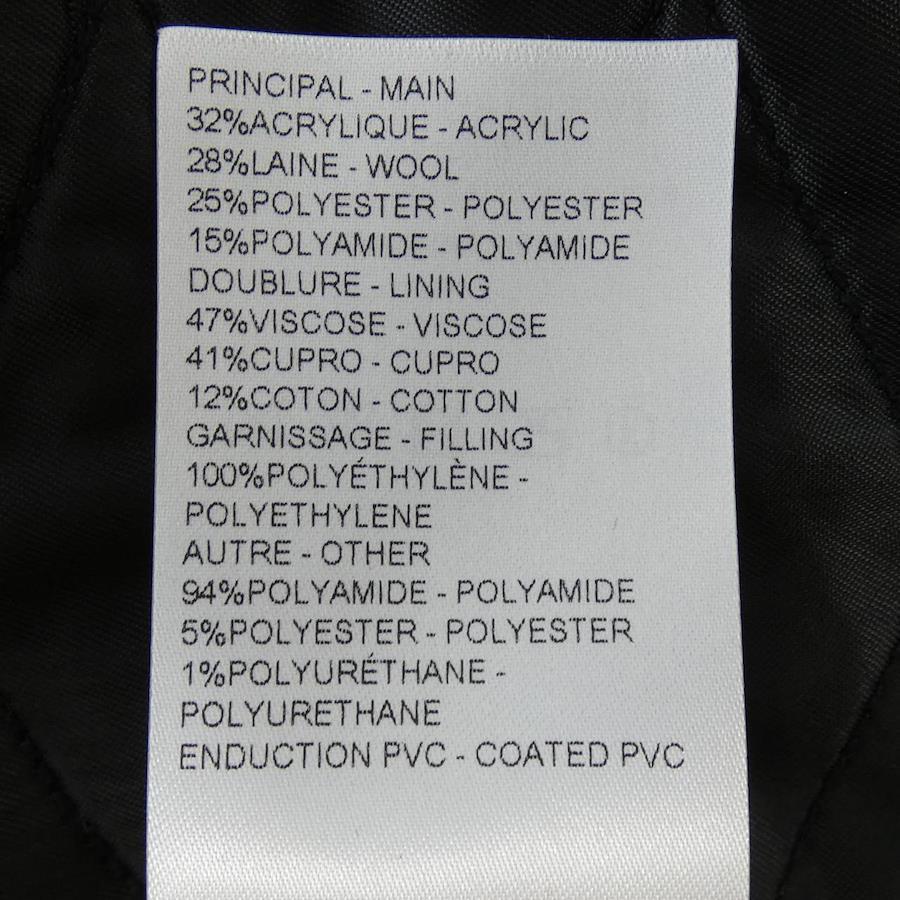 PRINCIPAL - MAIN
32%ACRYLIQUE - ACRYLIC
28%LAINE - WOOL
25%POLYESTER - POLYESTER
15%POLYAMIDE - POLYAMIDE
DOUBLURE - LINING
47%VISCOSE - VISCOSE
41%CUPRO - CUPRO
12%COTON - COTTON
GARNISSAGE - FILLING
100%POLYÉTHYLÈNE -
POLYETHYLENE
AUTRE - OTHER
94%POLYAMIDE - POLYAMIDE
5%POLYESTER - POLYESTER
1%POLYURÉTHANE -
POLYURETHANE
ENDUCTION PVC - COATED PVC